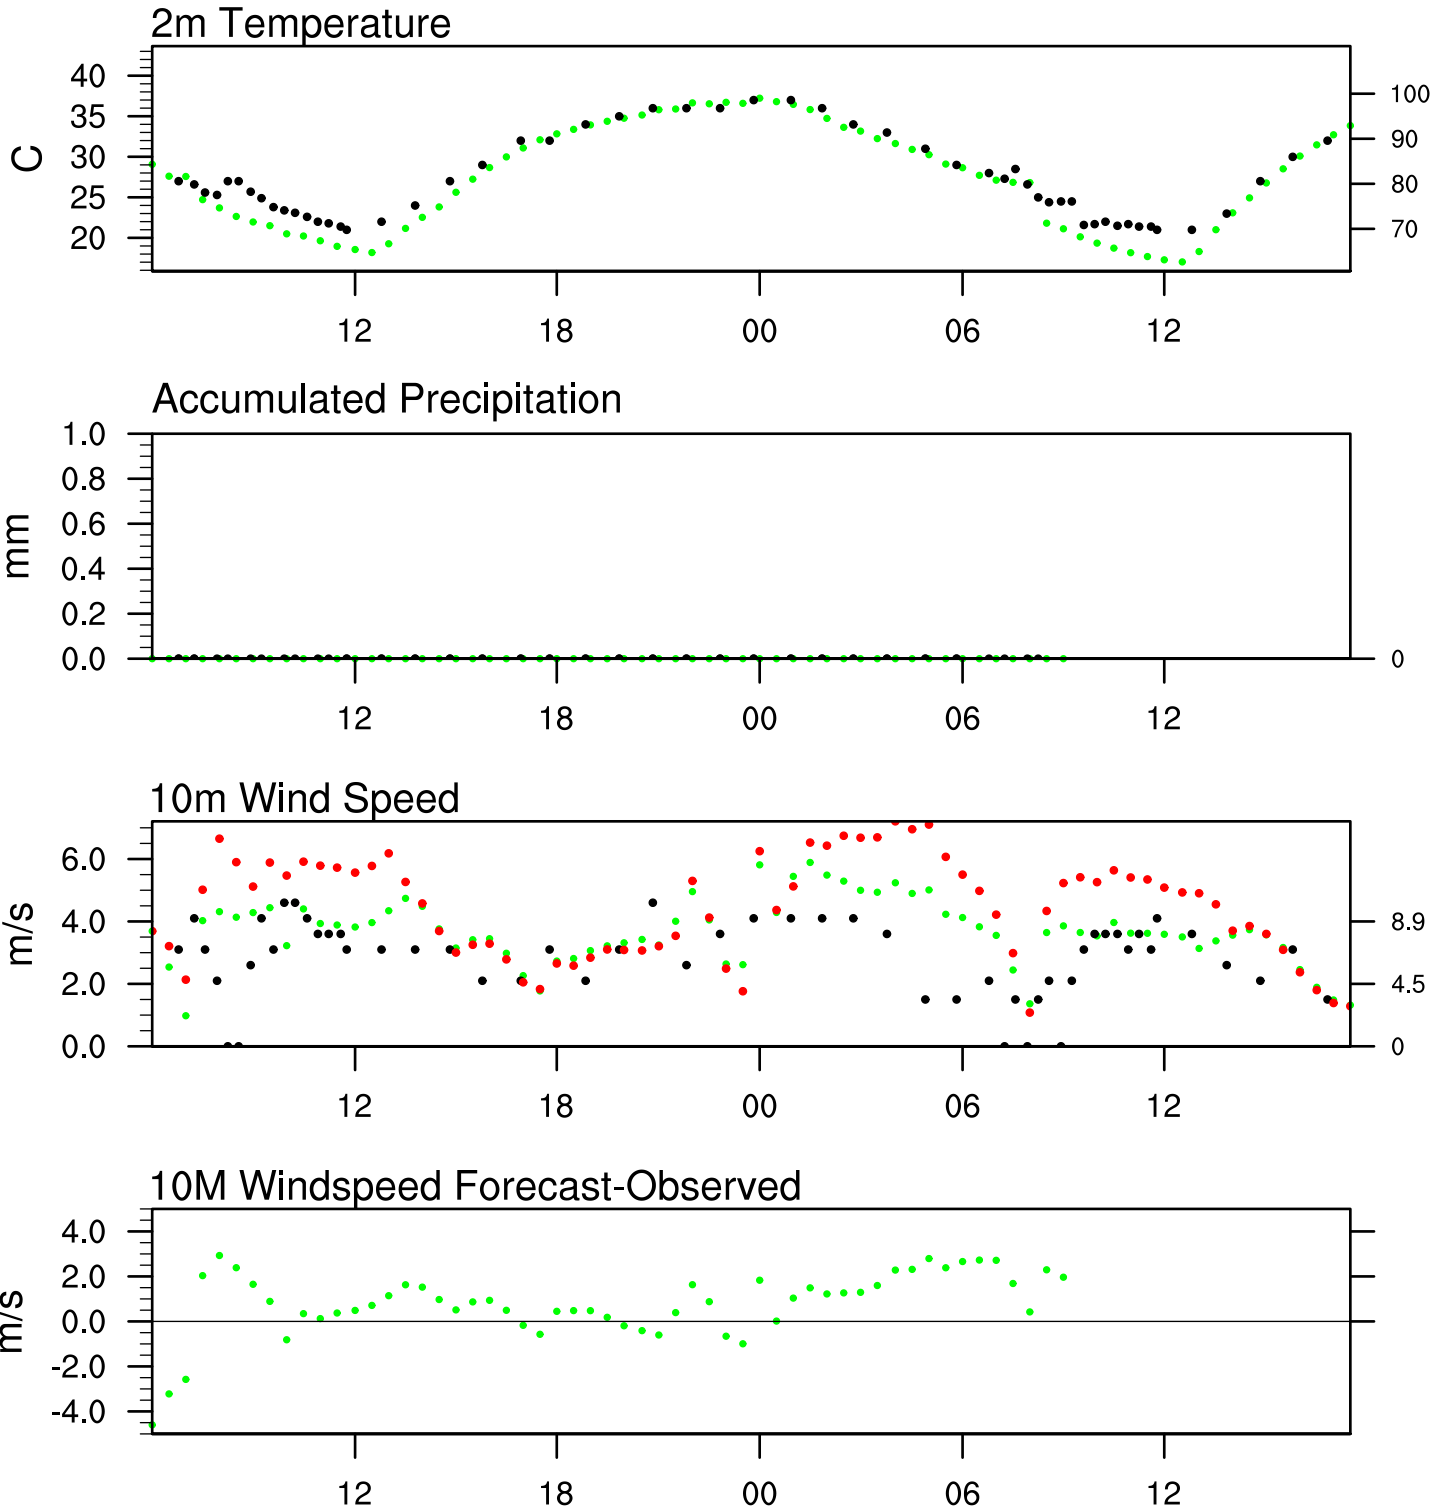 2m Temperature
C
40
35
30
25
20
100
90
80
70
12 18 00 06 12
Accumulated Precipitation
mm
1.0
0.8
0.6
0.4
0.2
0.0
0
12 18 00 06 12
10m Wind Speed
m/s
6.0
4.0
2.0
0.0
8.9
4.5
0
12 18 00 06 12
10M Windspeed Forecast-Observed
m/s
4.0
2.0
0.0
-2.0
-4.0
12 18 00 06 12